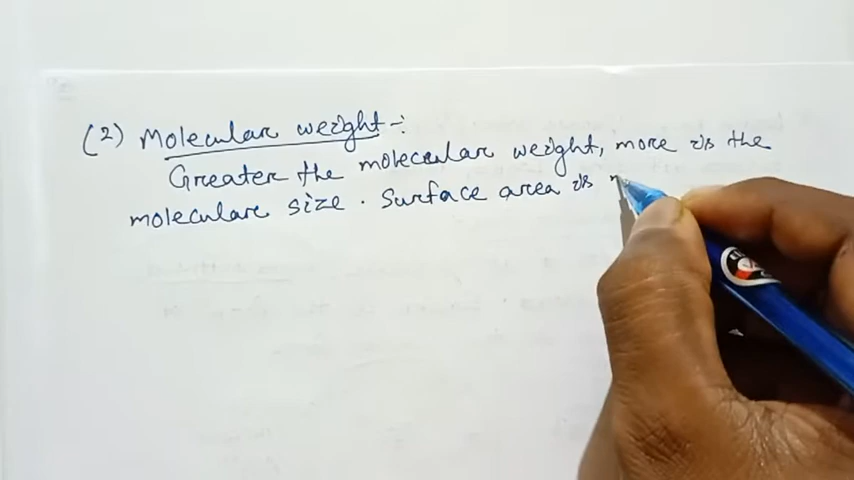 (2) Molecular weight -:
Greater the molecular weight, more is the
molecular size. Surface area is